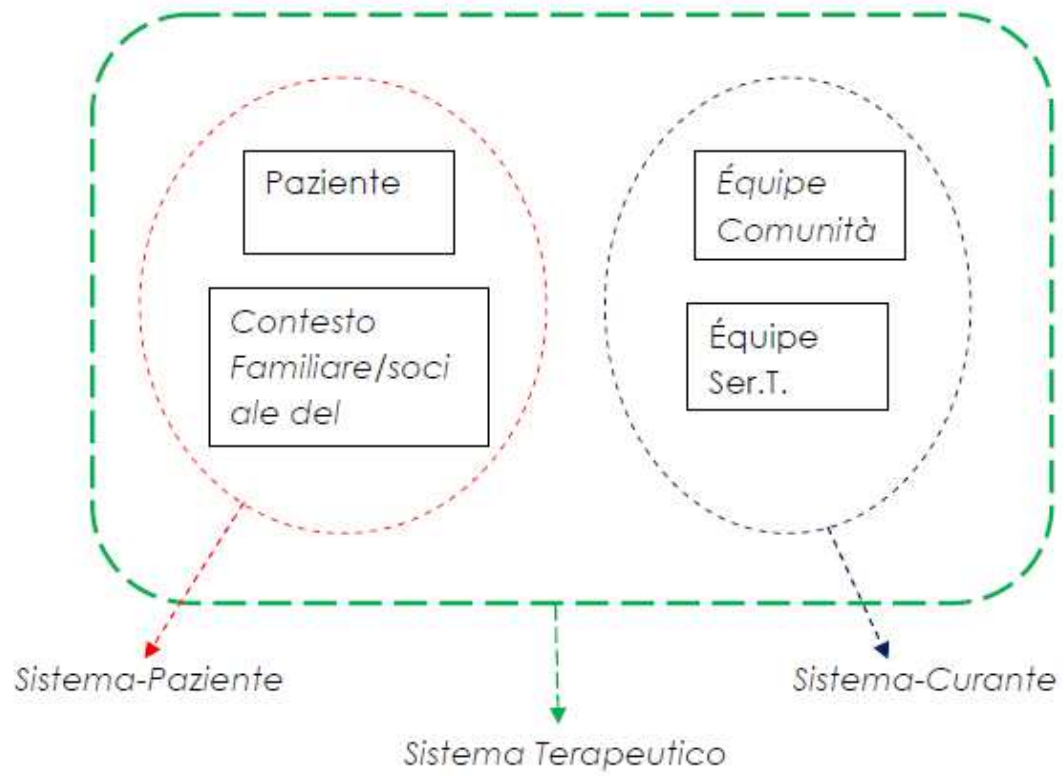 Paziente
Équipe
Comunità
Contesto
Familiare/soci
ale del
Équipe
Ser.T.
Sistema-Paziente
Sistema-Curante
Sistema Terapeutico